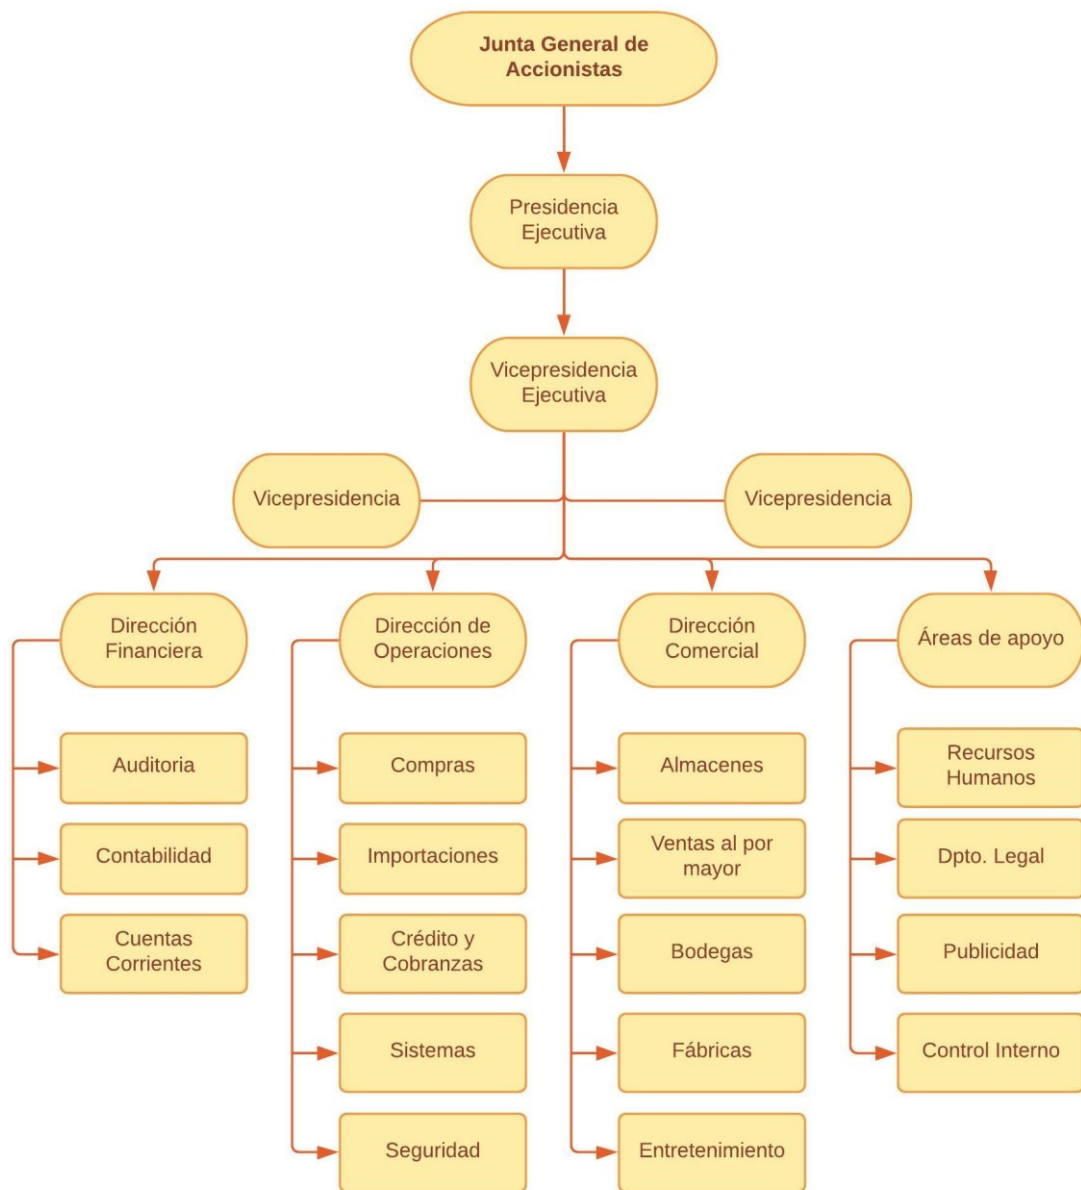 Junta General de
Accionistas
Presidencia
Ejecutiva
Vicepresidencia
Ejecutiva
Vicepresidencia
Vicepresidencia
Dirección
Financiera
Dirección de
Operaciones
Dirección
Comercial
Áreas de apoyo
Auditoria
Contabilidad
Cuentas
Corrientes
Compras
Importaciones
Crédito y
Cobranzas
Sistemas
Seguridad
Almacenes
Ventas al por
mayor
Bodegas
Fábricas
Entretenimiento
Recursos
Humanos
Dpto. Legal
Publicidad
Control Interno